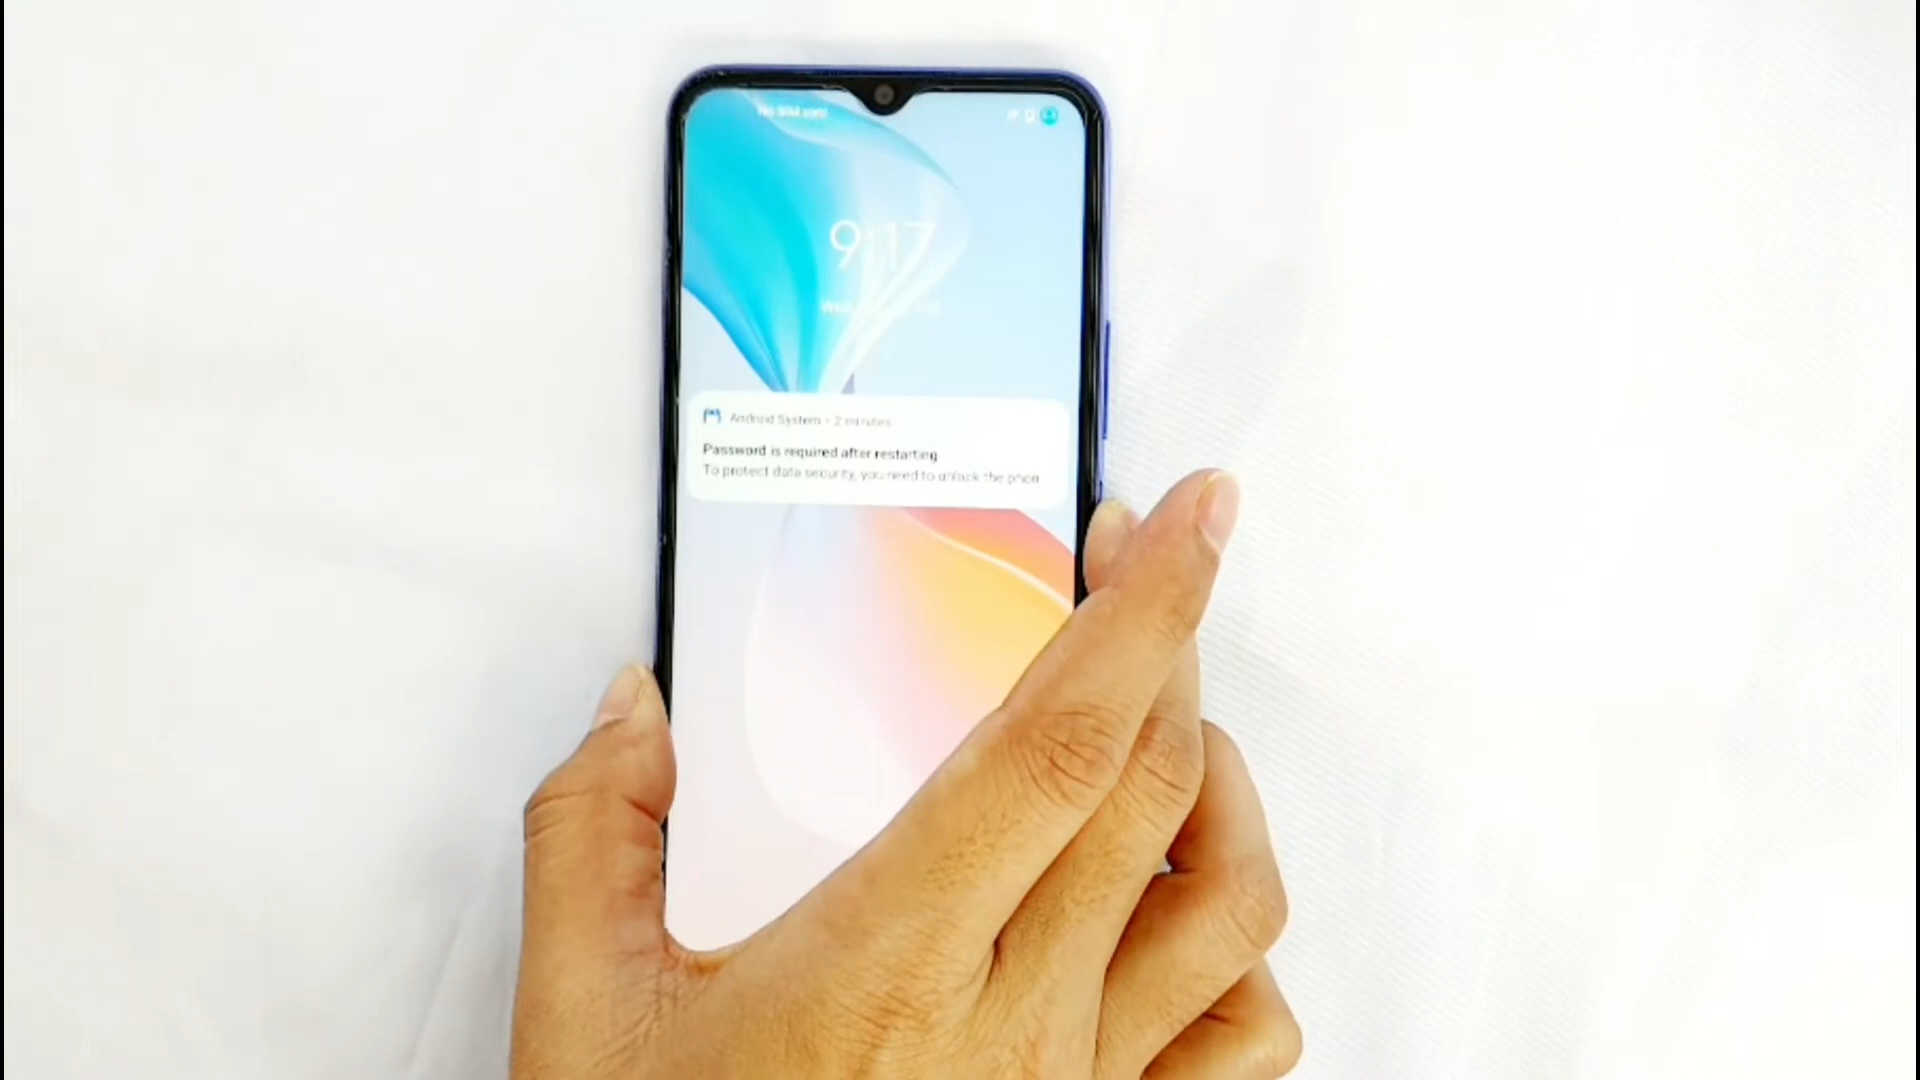 No SIM card
9:17
Android System • 2 minutes
Password is required after restarting
To protect data security, you need to unlock the phon